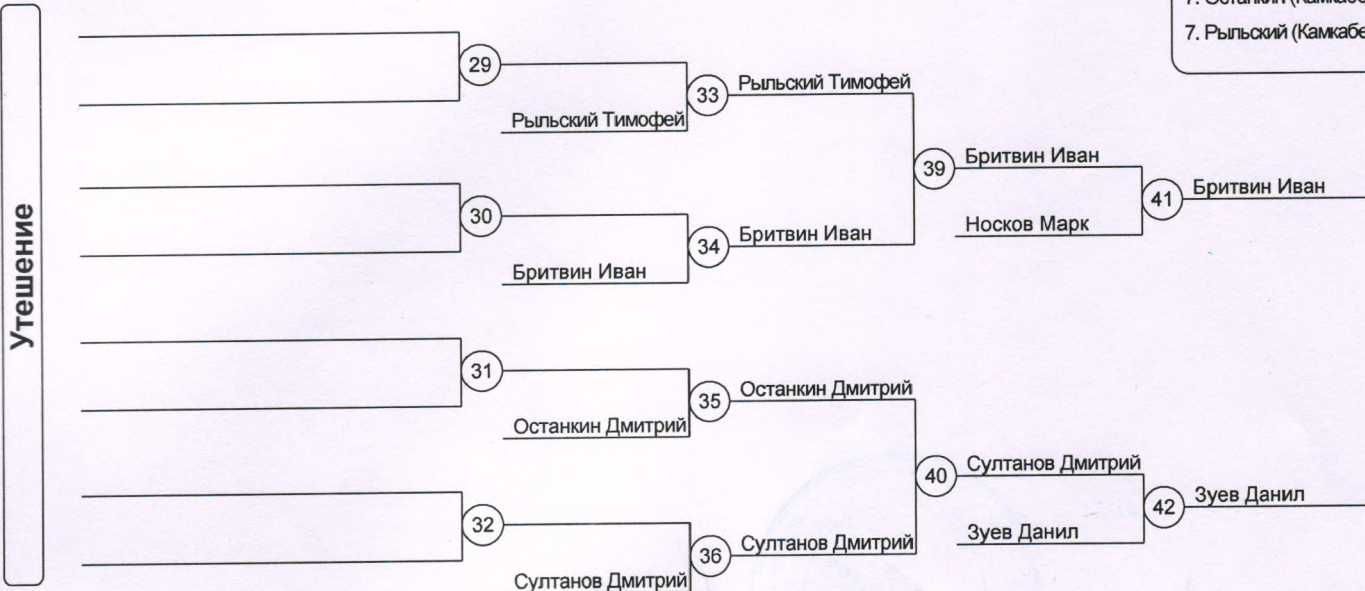 7. Останкин
7. Рыльский
Утешение
29
33
Рыльский Тимофей
Рыльский Тимофей
39
Бритвин Иван
41
Бритвин Иван
30
34
Бритвин Иван
Носков Марк
Бритвин Иван
31
35
Останкин Дмитрий
Останкин Дмитрий
40
Султанов Дмитрий
42
Зуев Данил
32
36
Султанов Дмитрий
Зуев Данил
Султанов Дмитрий